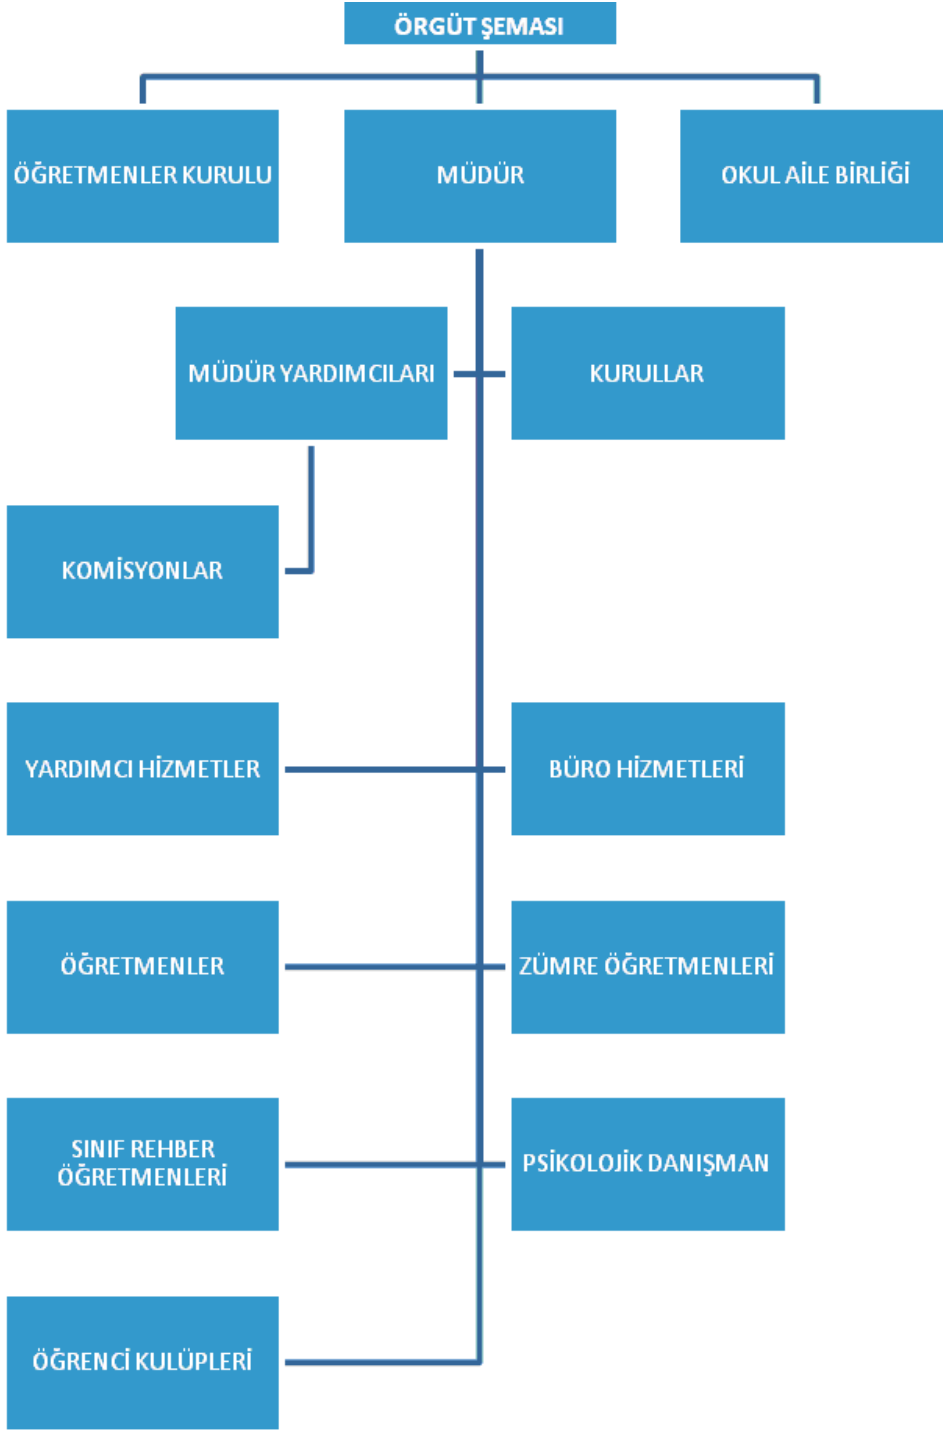 ÖRGÜT ŞEMASI
ÖĞRETMENLER KURULU
MÜDÜR
OKUL AİLE BİRLİĞİ
MÜDÜR YARDIMCILARI
KURULLAR
KOMİSYONLAR
YARDIMCI HİZMETLER
BÜRO HİZMETLERİ
ÖĞRETMENLER
ZÜMRE ÖĞRETMENLERİ
SINIF REHBER
ÖĞRETMENLERİ
PSİKOLOJİK DANIŞMAN
ÖĞRENCİ KULÜPLERİ